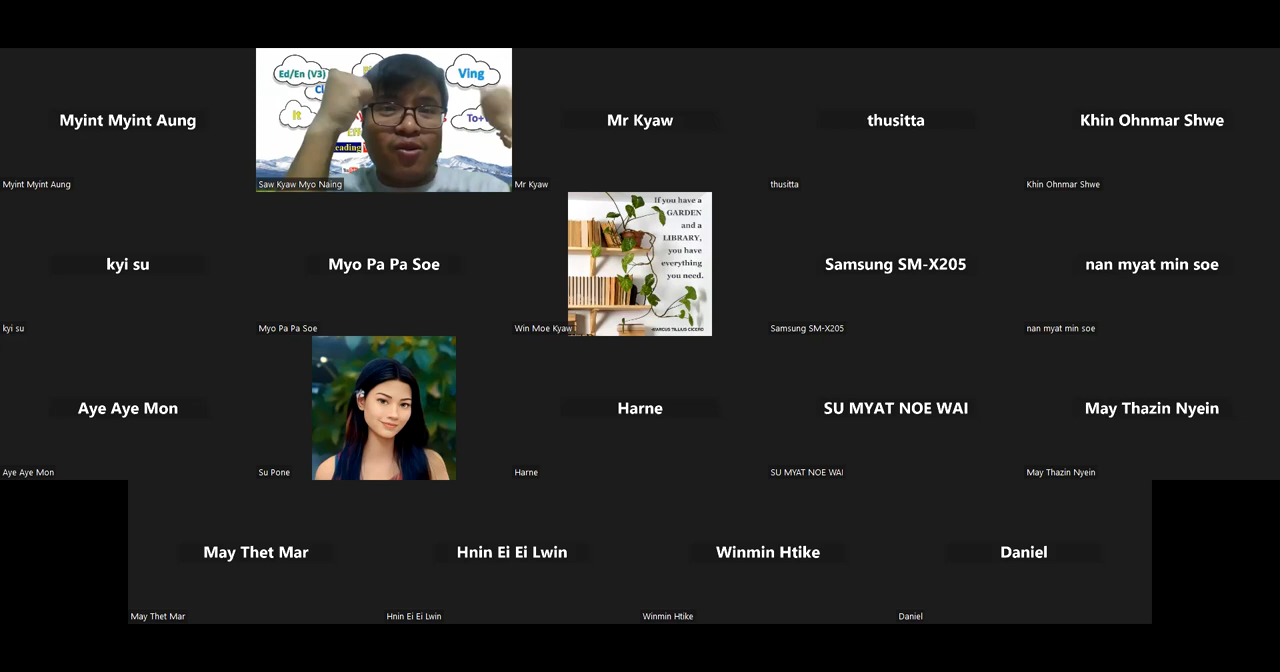 Myint Myint Aung
Myint Myint Aung
Ed/En (V3)
Ving
It
To+
eading
Saw Kyaw Myo Naing
Mr Kyaw
Mr Kyaw
thusitta
thusitta
Khin Ohnmar Shwe
Khin Ohnmar Shwe
kyi su
kyi su
Myo Pa Pa Soe
Myo Pa Pa Soe
If you have a
GARDEN
and a
LIBRARY,
you have
everything
you need.
MARCUS TULLIUS CICERO
Win Moe Kyaw
Samsung SM-X205
Samsung SM-X205
nan myat min soe
nan myat min soe
Aye Aye Mon
Aye Aye Mon
Su Pone
Harne
Harne
SU MYAT NOE WAI
SU MYAT NOE WAI
May Thazin Nyein
May Thazin Nyein
May Thet Mar
May Thet Mar
Hnin Ei Ei Lwin
Hnin Ei Ei Lwin
Winmin Htike
Winmin Htike
Daniel
Daniel